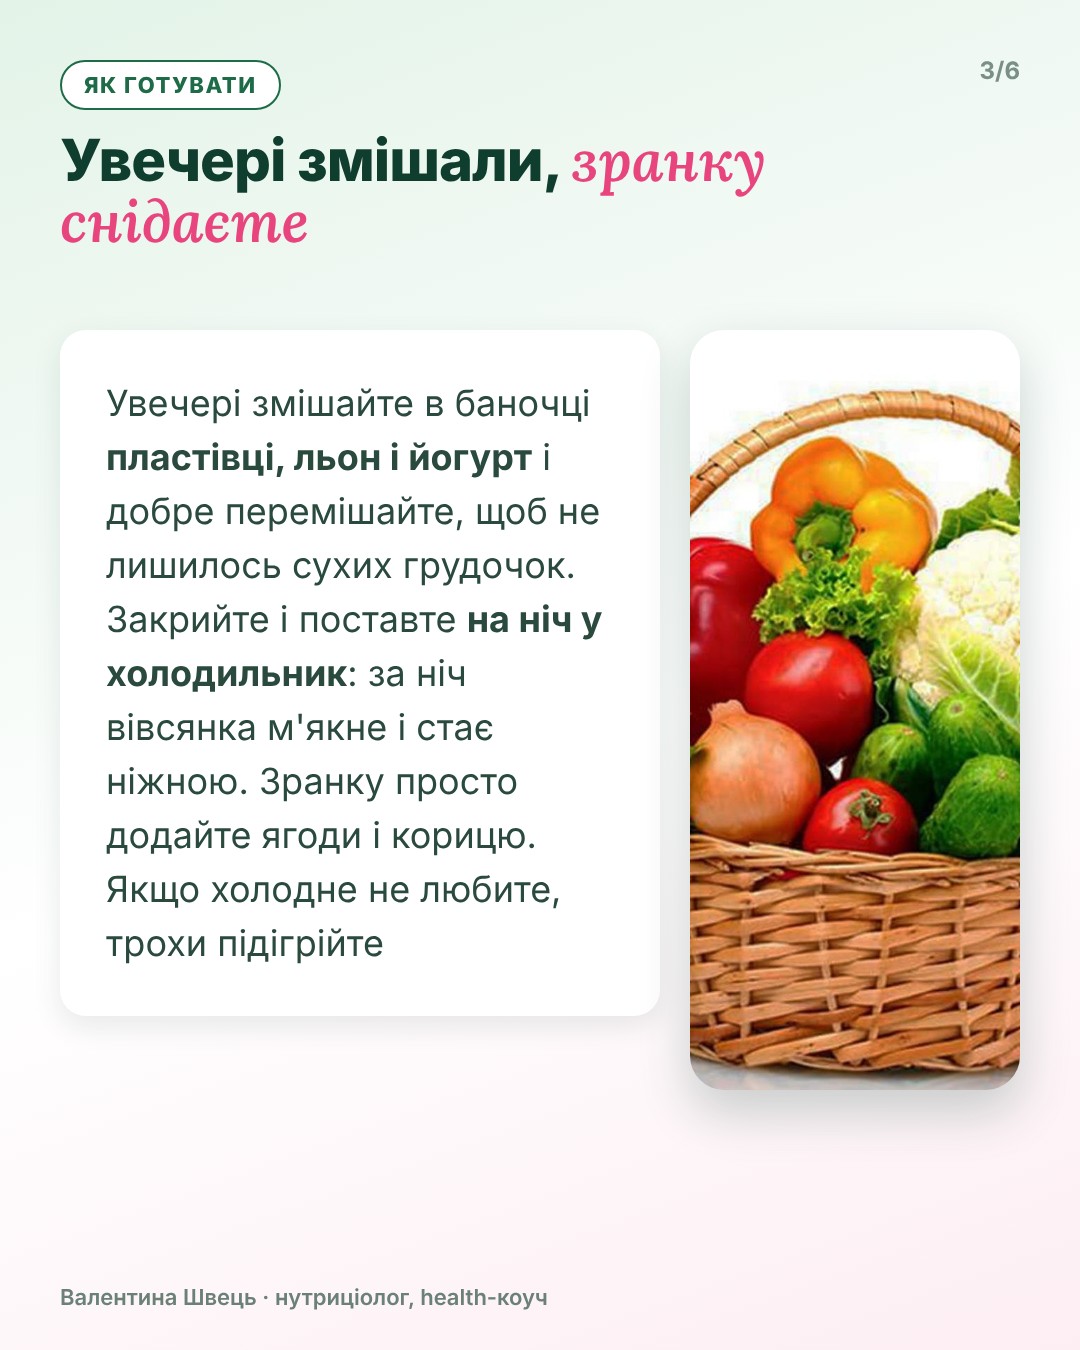 ЯК ГОТУВАТИ
3/6
Увечері змішали, зранку
снідаєте
Увечері змішайте в баночці
пластівці, льон і йогурт і
добре перемішайте, щоб не
лишилось сухих грудочок.
Закрийте і поставте на ніч у
холодильник: за ніч
вівсянка м'якне і стає
ніжною. Зранку просто
додайте ягоди і корицю.
Якщо холодне не любите,
трохи підігрійте
Валентина Швець · нутриціолог, health-коуч